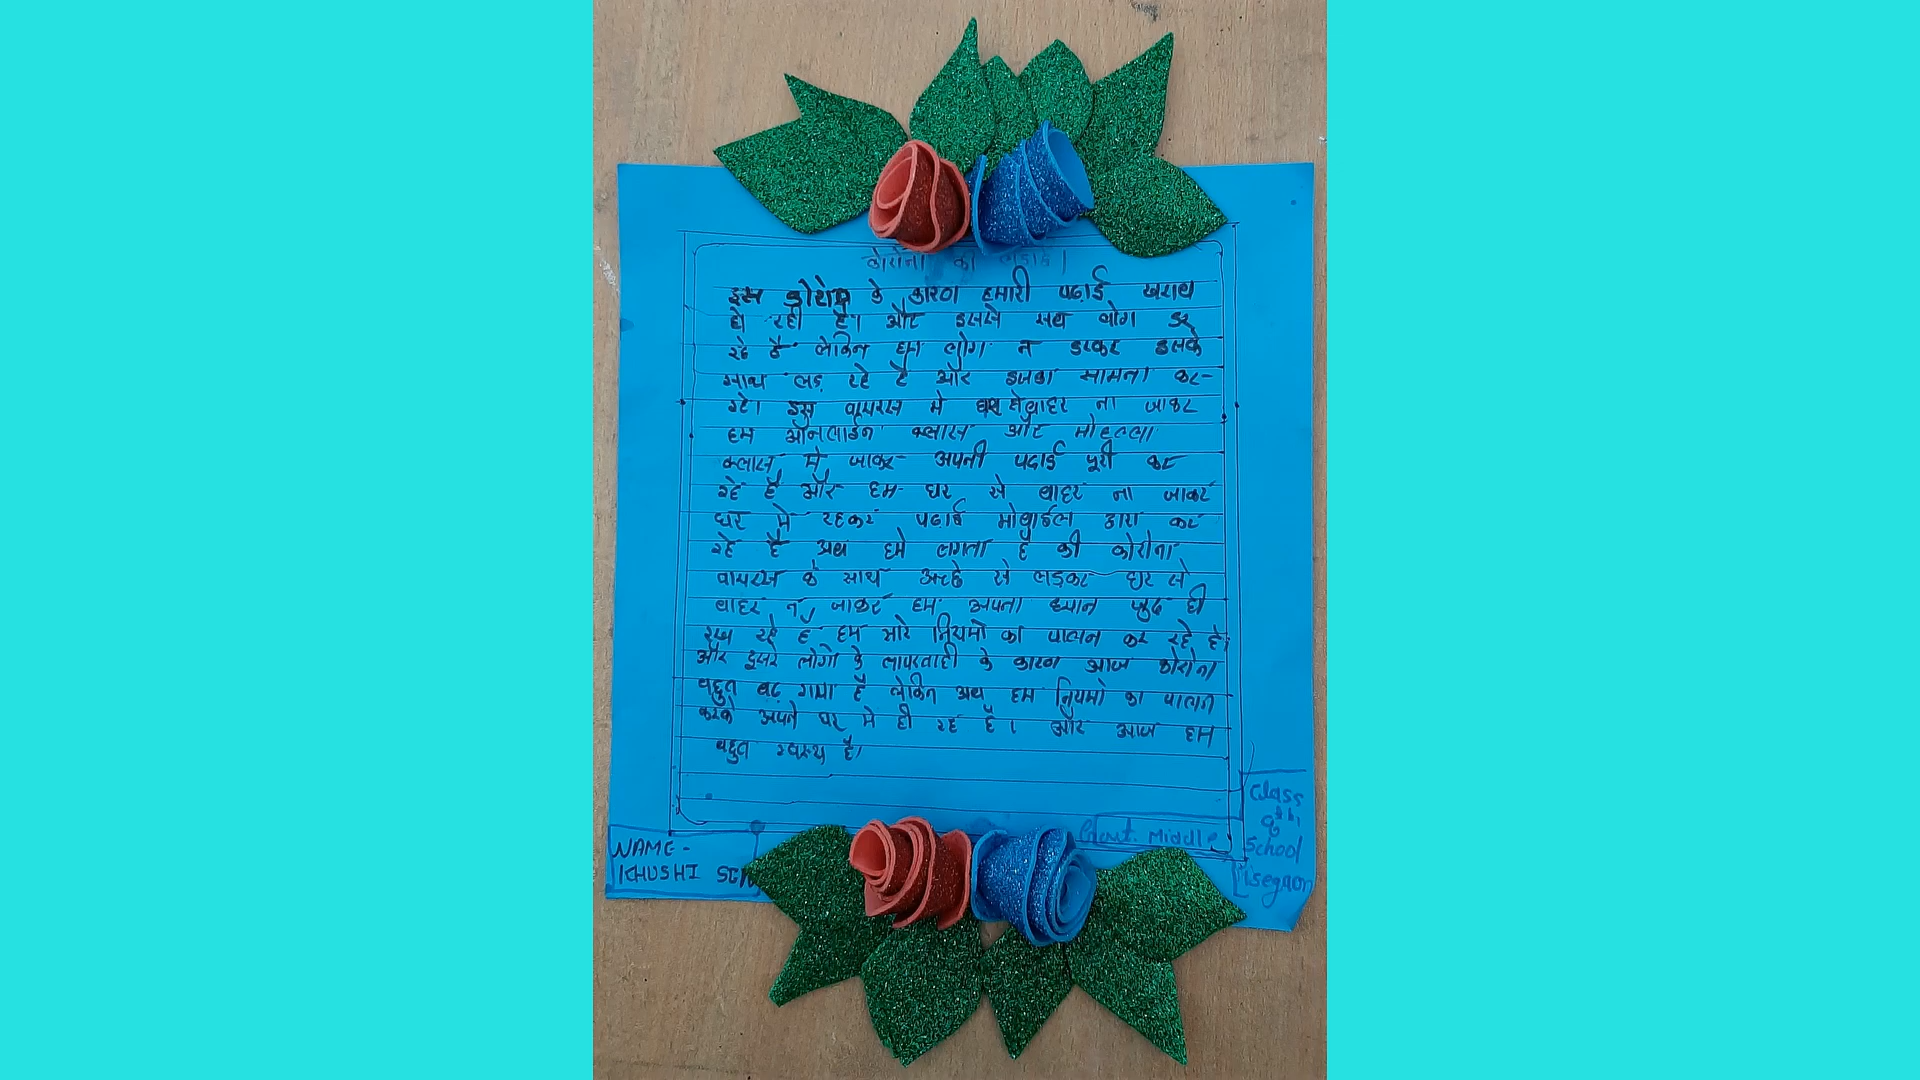 कोरोना की लड़ाई।
इस कोरोना के कारण हमारी पढ़ाई खराब
हो रही है। और इससे सब लोग डर
रहे है लेकिन हम लोग न डरकर इसके
साथ लड़ रहे है और इसका सामना कर
रहे। इस वायरस मे घर से बाहर ना जाकर
हम ऑनलाईन क्लास और मोहल्ला
क्लास मे जाकर अपनी पढाई पूरी कर
रहे है और हम घर से बाहर ना जाकर
घर मे रहकर पढाई मोबाईल द्वारा कर
रहे है अब हमे लगता है की कोरोना
वायरस के साथ अच्छे से लड़कर घर से
बाहर न जाकर हम अपना ध्यान खुद ही
रख रहे है हम सारे नियमो का पालन कर रहे है।
और दुसरे लोगो के लापरवाही के कारण आज कोरोना
बहुत बढ़ गया है लेकिन अब हम नियमो का पालन
करके अपने घर मे ही रह है। और आज हम
बहुत स्वस्थ है।
NAME-
KHUSHI
Govt. Middle
Class
School